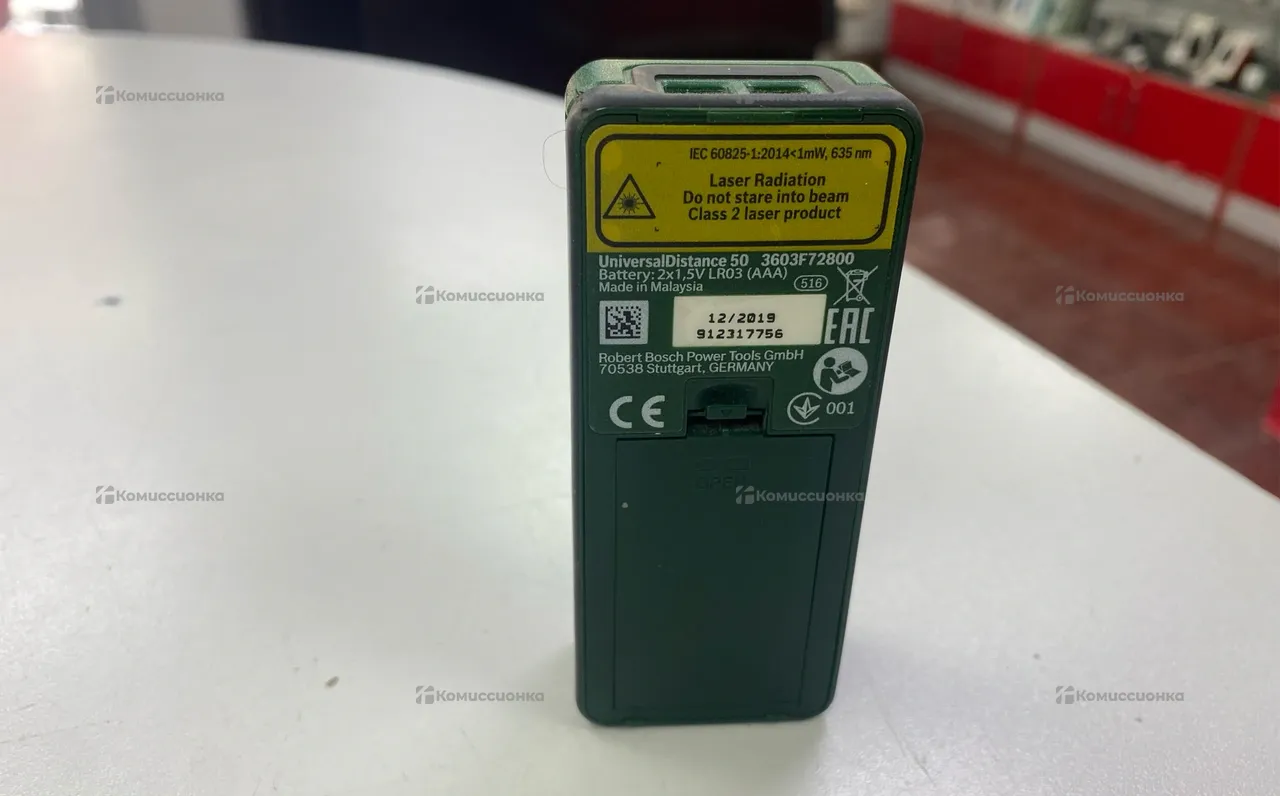 IEC 60825-1:2014<1mW, 635 nm
Laser Radiation
Do not stare into beam
Class 2 laser product
UniversalDistance 50 3603F72800
Battery: 2x1,5V LR03 (AAA)
Made in Malaysia
516
12/2019
912317756
EAC
Robert Bosch Power Tools GmbH
70538 Stuttgart, GERMANY
CE
001
Комиссионка
Комиссионка
Комиссионка
Комиссионка
Комиссионка
Комиссионка
Комиссионка